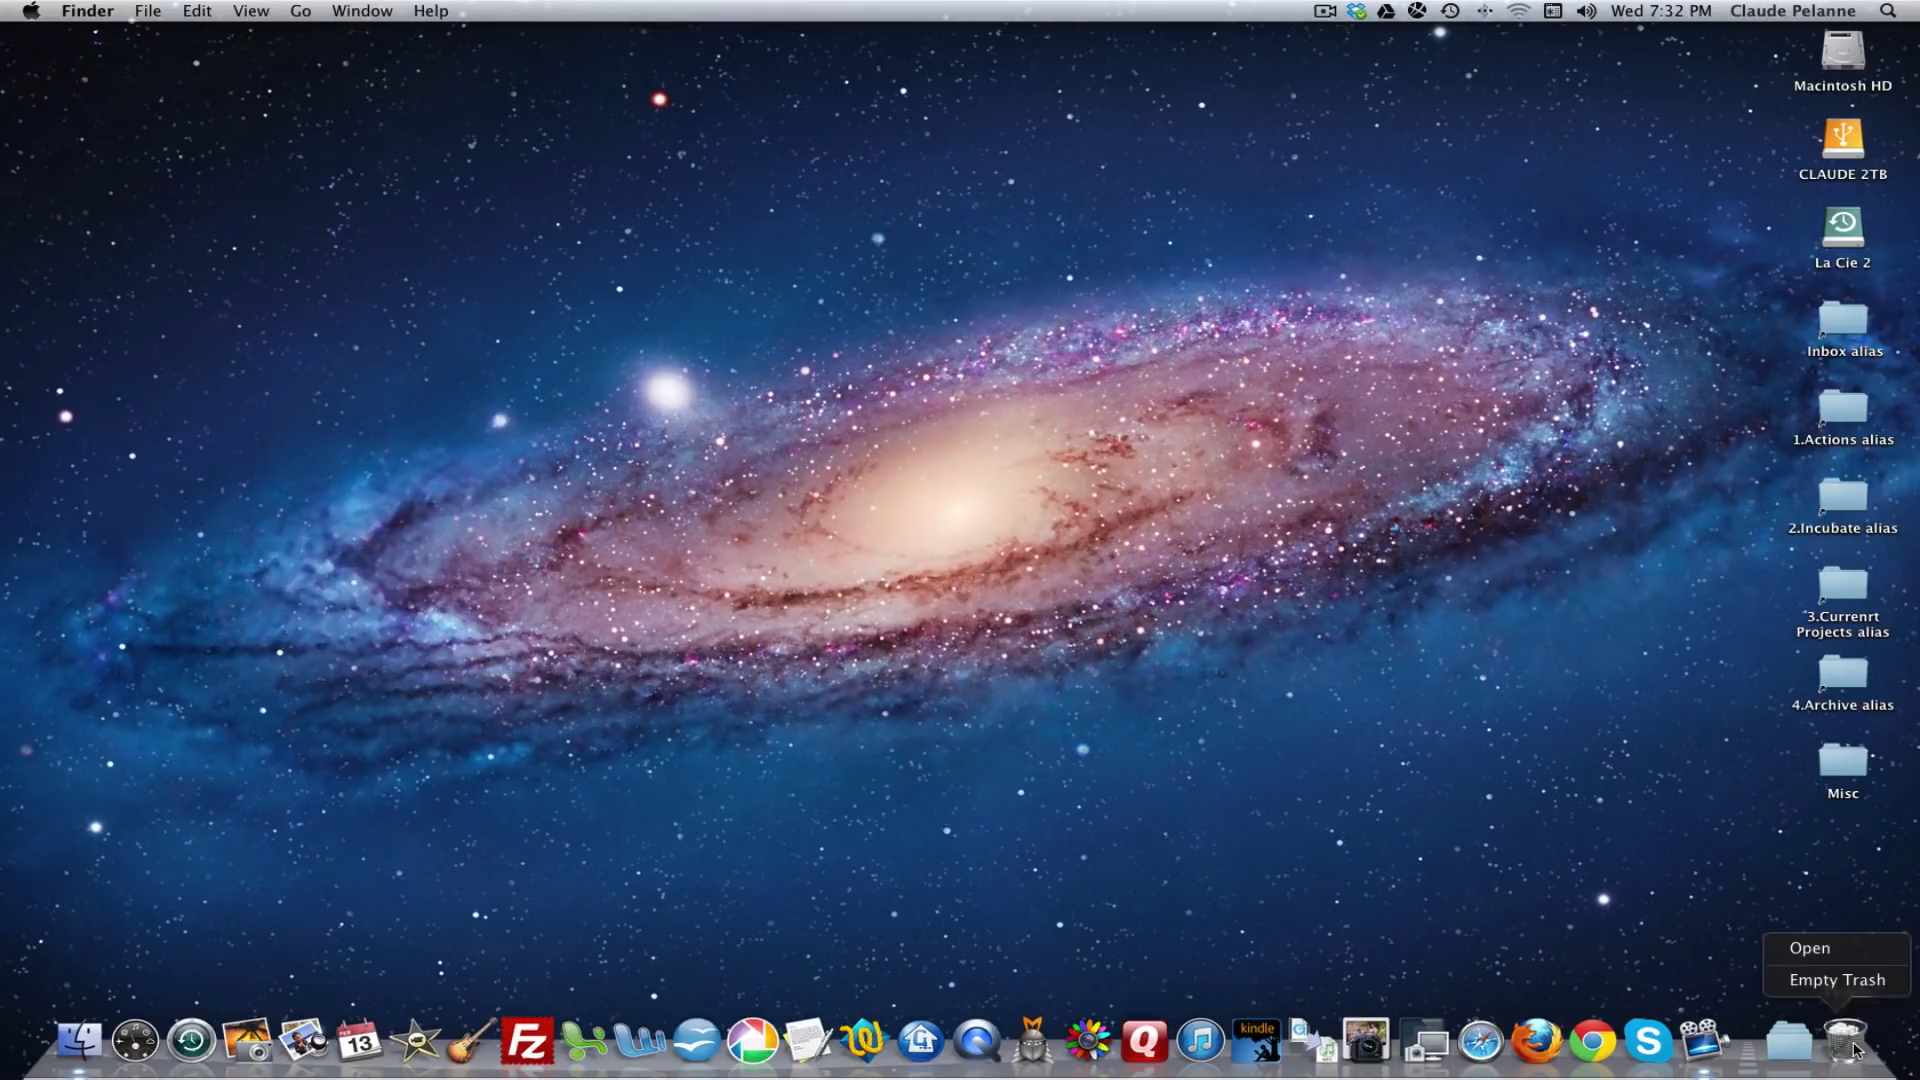 Finder File Edit View Go Window Help Wed 7:32 PM Claude Pelanne
Macintosh HD
CLAUDE 2TB
La Cie 2
Inbox alias
1.Actions alias
2.Incubate alias
3.Currenrt
Projects alias
4.Archive alias
Misc
Open
Empty Trash
FEB
13
FZ
Q
kindle
S